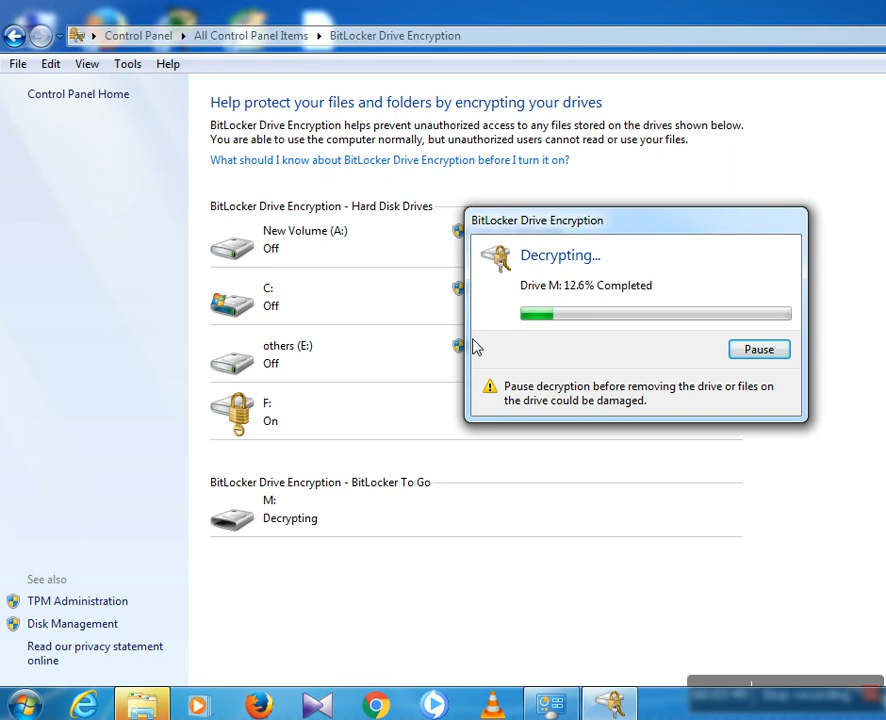 Control Panel
All Control Panel Items
BitLocker Drive Encryption
File Edit View Tools Help
Control Panel Home
Help protect your files and folders by encrypting your drives
BitLocker Drive Encryption helps prevent unauthorized access to any files stored on the drives shown below.
You are able to use the computer normally, but unauthorized users cannot read or use your files.
What should I know about BitLocker Drive Encryption before I turn it on?
BitLocker Drive Encryption - Hard Disk Drives
New Volume (A:)
Off
C:
Off
others (E:)
Off
F:
On
BitLocker Drive Encryption
Decrypting...
Drive M: 12.6% Completed
Pause
Pause decryption before removing the drive or files on
the drive could be damaged.
BitLocker Drive Encryption - BitLocker To Go
M:
Decrypting
See also
TPM Administration
Disk Management
Read our privacy statement
online